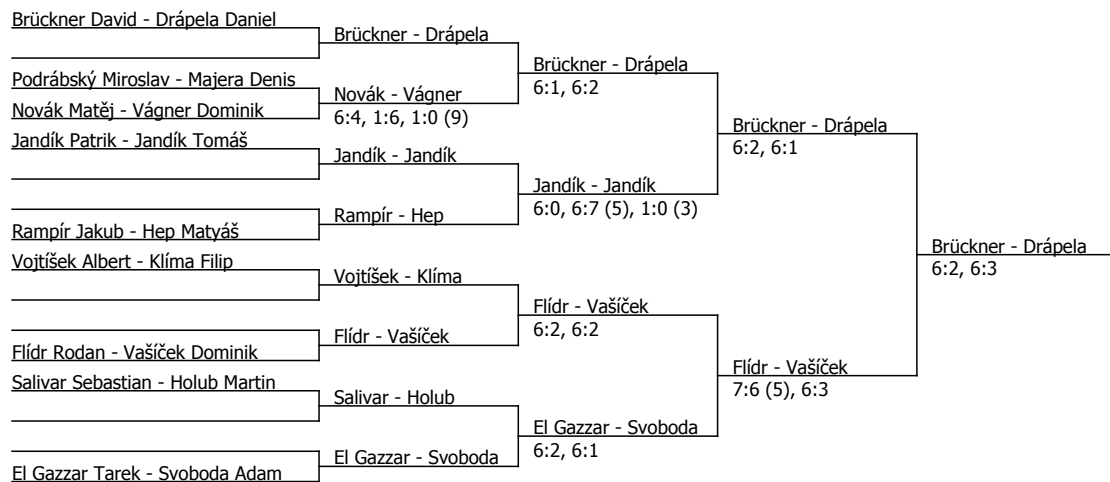 Brückner David - Drápela Daniel
Podrábský Miroslav - Majera Denis
Novák Matěj - Vágner Dominik
Jandík Patrik - Jandík Tomáš
Rampír Jakub - Hep Matyáš
Vojtíšek Albert - Klíma Filip
Flídr Rodan - Vašíček Dominik
Salivar Sebastian - Holub Martin
El Gazzar Tarek - Svoboda Adam
Brückner - Drápela
Novák - Vágner
6:4, 1:6, 1:0 (9)
Jandík - Jandík
Rampír - Hep
Vojtíšek - Klíma
Flídr - Vašíček
Salivar - Holub
El Gazzar - Svoboda
Brückner - Drápela
6:1, 6:2
Jandík - Jandík
6:0, 6:7 (5), 1:0 (3)
Flídr - Vašíček
6:2, 6:2
El Gazzar - Svoboda
6:2, 6:1
Brückner - Drápela
6:2, 6:1
Flídr - Vašíček
7:6 (5), 6:3
Brückner - Drápela
6:2, 6:3